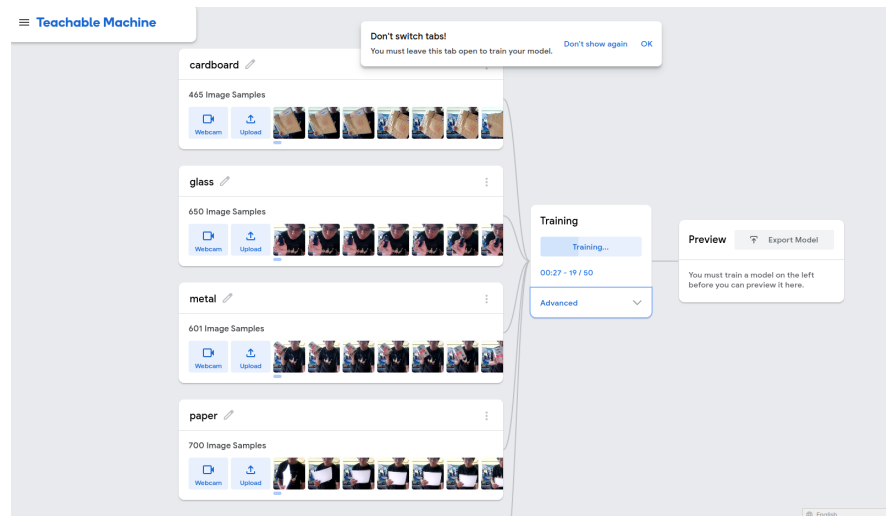 Teachable Machine
Don't switch tabs!
You must leave this tab open to train your model.
Don't show again
OK
cardboard
465 Image Samples
Webcam
Upload
glass
650 Image Samples
Webcam
Upload
metal
601 Image Samples
Webcam
Upload
paper
700 Image Samples
Webcam
Upload
Training
Training...
00:27 - 19 / 50
Advanced
Preview
Export Model
You must train a model on the left
before you can preview it here.
English